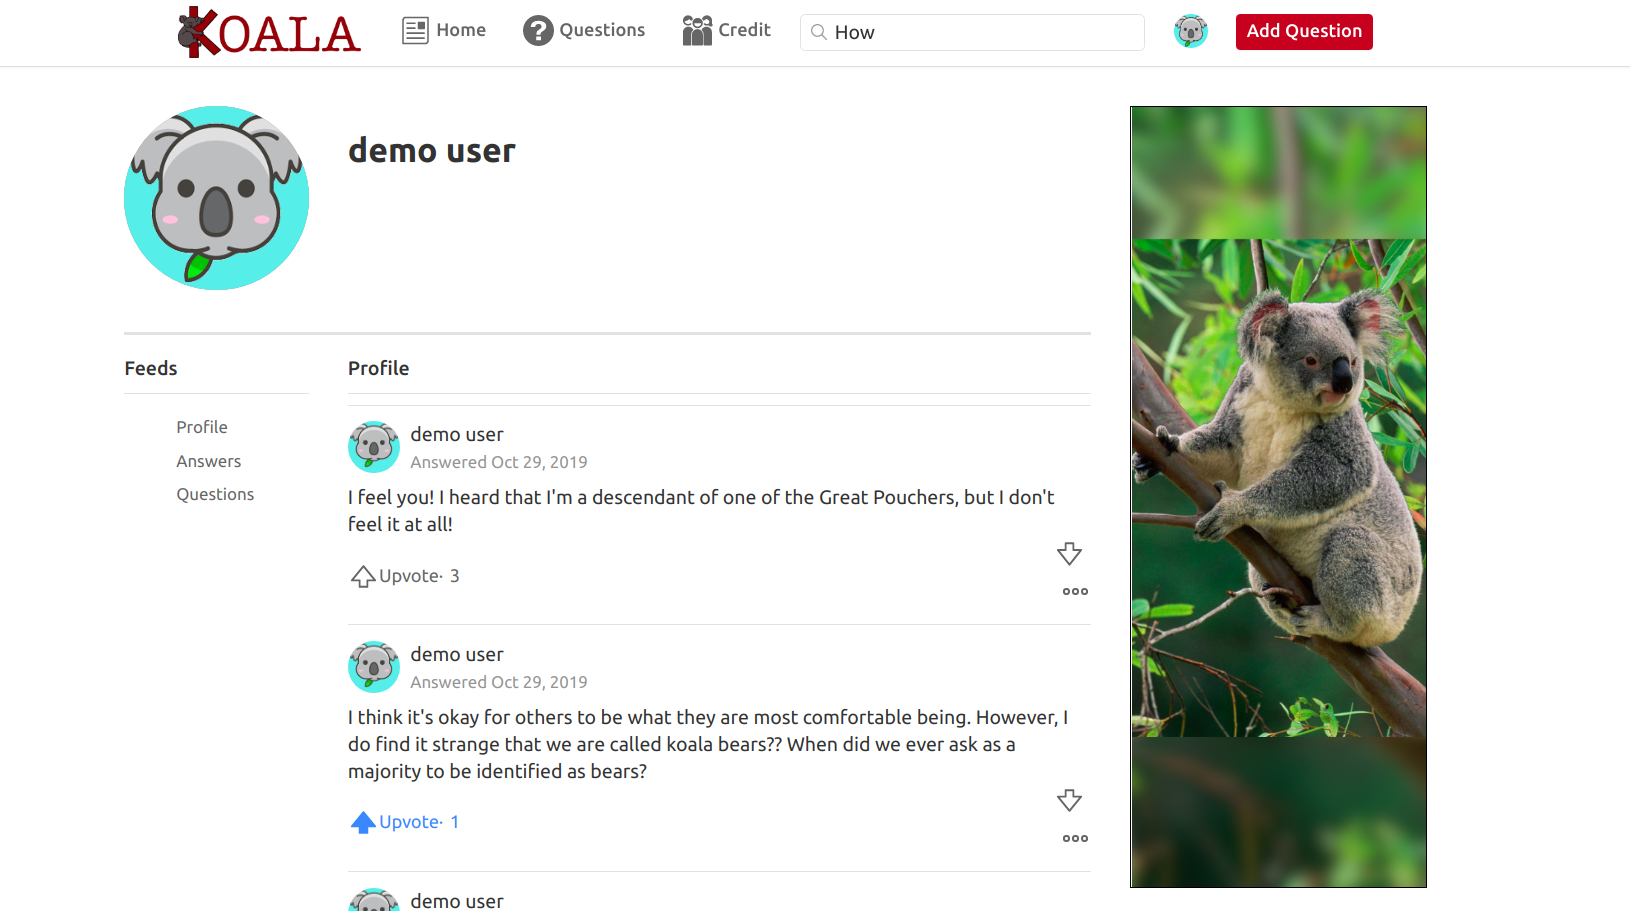 KOALA
Home
Questions
Credit
How
Add Question
demo user
Feeds
Profile
Answers
Questions
Profile
demo user
Answered Oct 29, 2019
I feel you! I heard that I'm a descendant of one of the Great Pouchers, but I don't
feel it at all!
Upvote· 3
demo user
Answered Oct 29, 2019
I think it's okay for others to be what they are most comfortable being. However, I
do find it strange that we are called koala bears?? When did we ever ask as a
majority to be identified as bears?
Upvote· 1
demo user